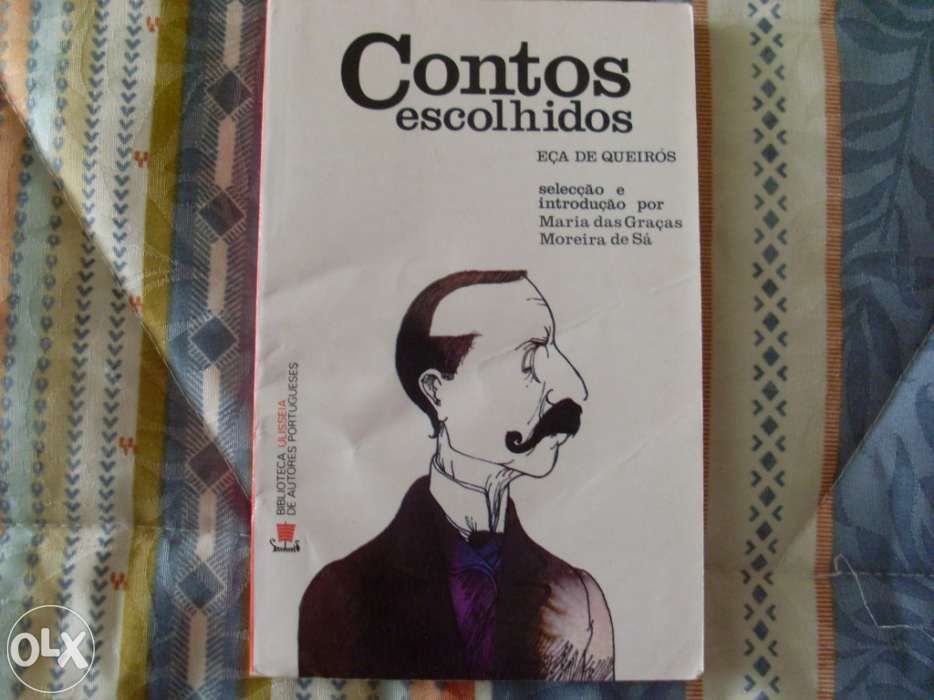 Contos
escolhidos
EÇA DE QUEIRÓS
selecção e
introdução por
Maria das Graças
Moreira de Sá
BIBLIOTECA ULISSEIA
DE AUTORES PORTUGUESES
OLX